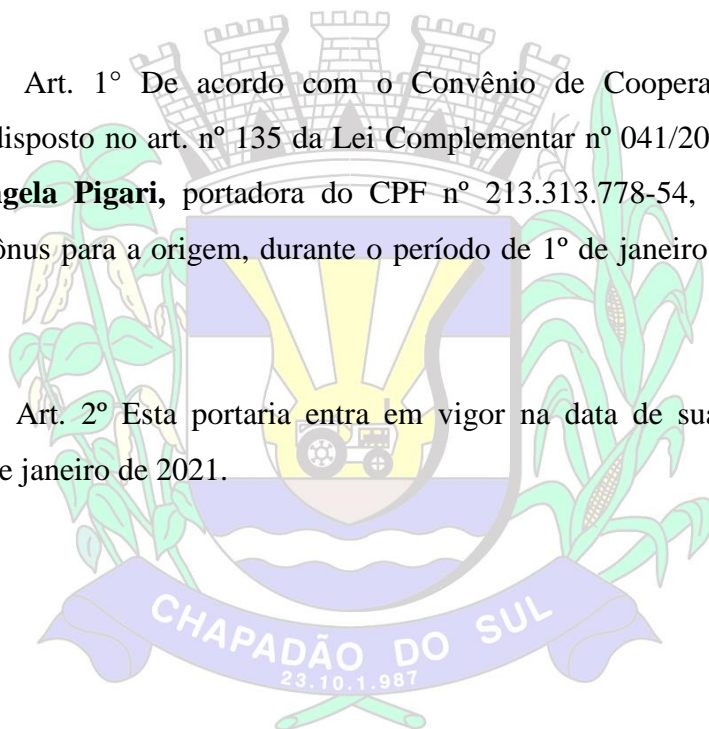 Art. 1° De acordo com o Convênio de Coopera
disposto no art. nº 135 da Lei Complementar nº 041/20
gela Pigari, portadora do CPF nº 213.313.778-54,
ônus para a origem, durante o período de 1º de janeiro
Art. 2º Esta portaria entra em vigor na data de sua
e janeiro de 2021.
CHAPADÃO DO SUL
23.10.1.987